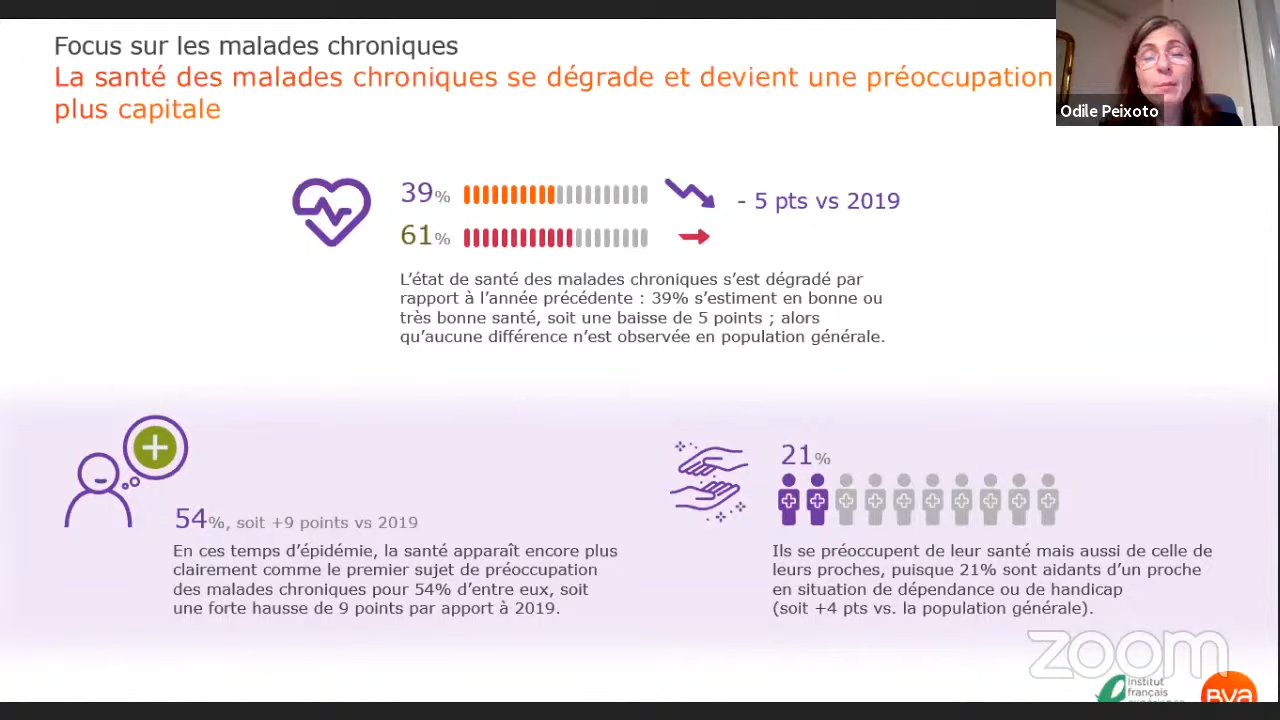 Focus sur les malades chroniques
La santé des malades chroniques se dégrade et devient une préoccupation
plus capitale
Odile Peixoto
39%
- 5 pts vs 2019
61%
L’état de santé des malades chroniques s’est dégradé par
rapport à l’année précédente : 39% s’estiment en bonne ou
très bonne santé, soit une baisse de 5 points ; alors
qu’aucune différence n’est observée en population générale.
54%, soit +9 points vs 2019
En ces temps d’épidémie, la santé apparaît encore plus
clairement comme le premier sujet de préoccupation
des malades chroniques pour 54% d’entre eux, soit
une forte hausse de 9 points par apport à 2019.
21%
Ils se préoccupent de leur santé mais aussi de celle de
leurs proches, puisque 21% sont aidants d’un proche
en situation de dépendance ou de handicap
(soit +4 pts vs. la population générale).
zoom
Institut
français
BVA